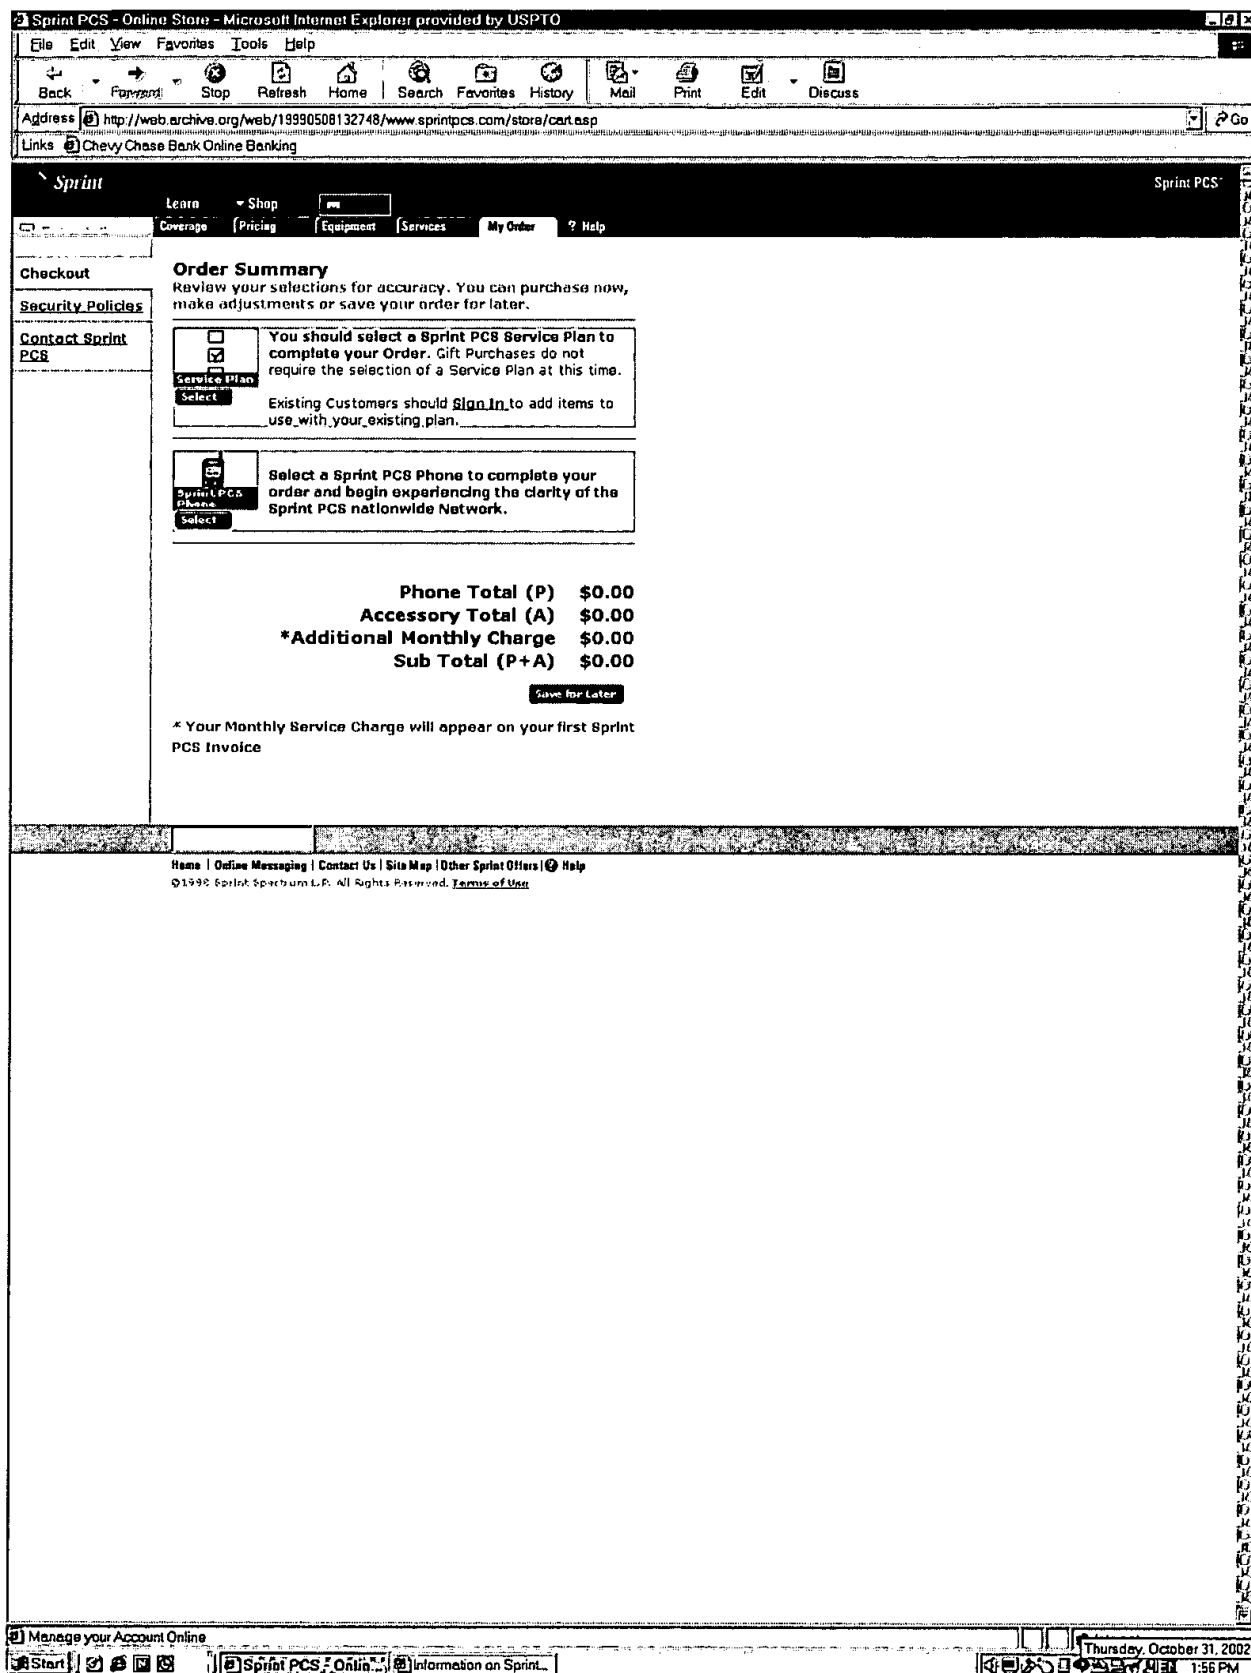 Sprint PCS - Online Store - Microsoft Internet Explorer provided by USPTO
File Edit View Favorites Tools Help
Back Forward Stop Refresh Home Search Favorites History Mail Print Edit Discuss
Address http://web.archive.org/web/19990508132748/www.sprintpcs.com/store/cart.asp Go
Links Chevy Chase Bank Online Banking
Sprint Sprint PCS
Learn Shop
Coverage Pricing Equipment Services My Order ? Help
Checkout
Security Policies
Contact Sprint
PCS
Order Summary
Review your selections for accuracy. You can purchase now,
make adjustments or save your order for later.
Service Plan
Select
You should select a Sprint PCS Service Plan to
complete your Order. Gift Purchases do not
require the selection of a Service Plan at this time.
Existing Customers should Sign In to add items to
use with your existing plan.
Sprint PCS
Phone
Select
Select a Sprint PCS Phone to complete your
order and begin experiencing the clarity of the
Sprint PCS nationwide Network.
Phone Total (P) $0.00
Accessory Total (A) $0.00
*Additional Monthly Charge $0.00
Sub Total (P+A) $0.00
Save for Later
* Your Monthly Service Charge will appear on your first Sprint
PCS Invoice
Home | Online Messaging | Contact Us | Site Map | Other Sprint Offers | ? Help
©1998 Sprint Spectrum L.P. All Rights Reserved. Terms of Use
Manage your Account Online
Thursday, October 31, 2002
Start Sprint PCS - Onlin... Information on Sprint... 1:56 PM